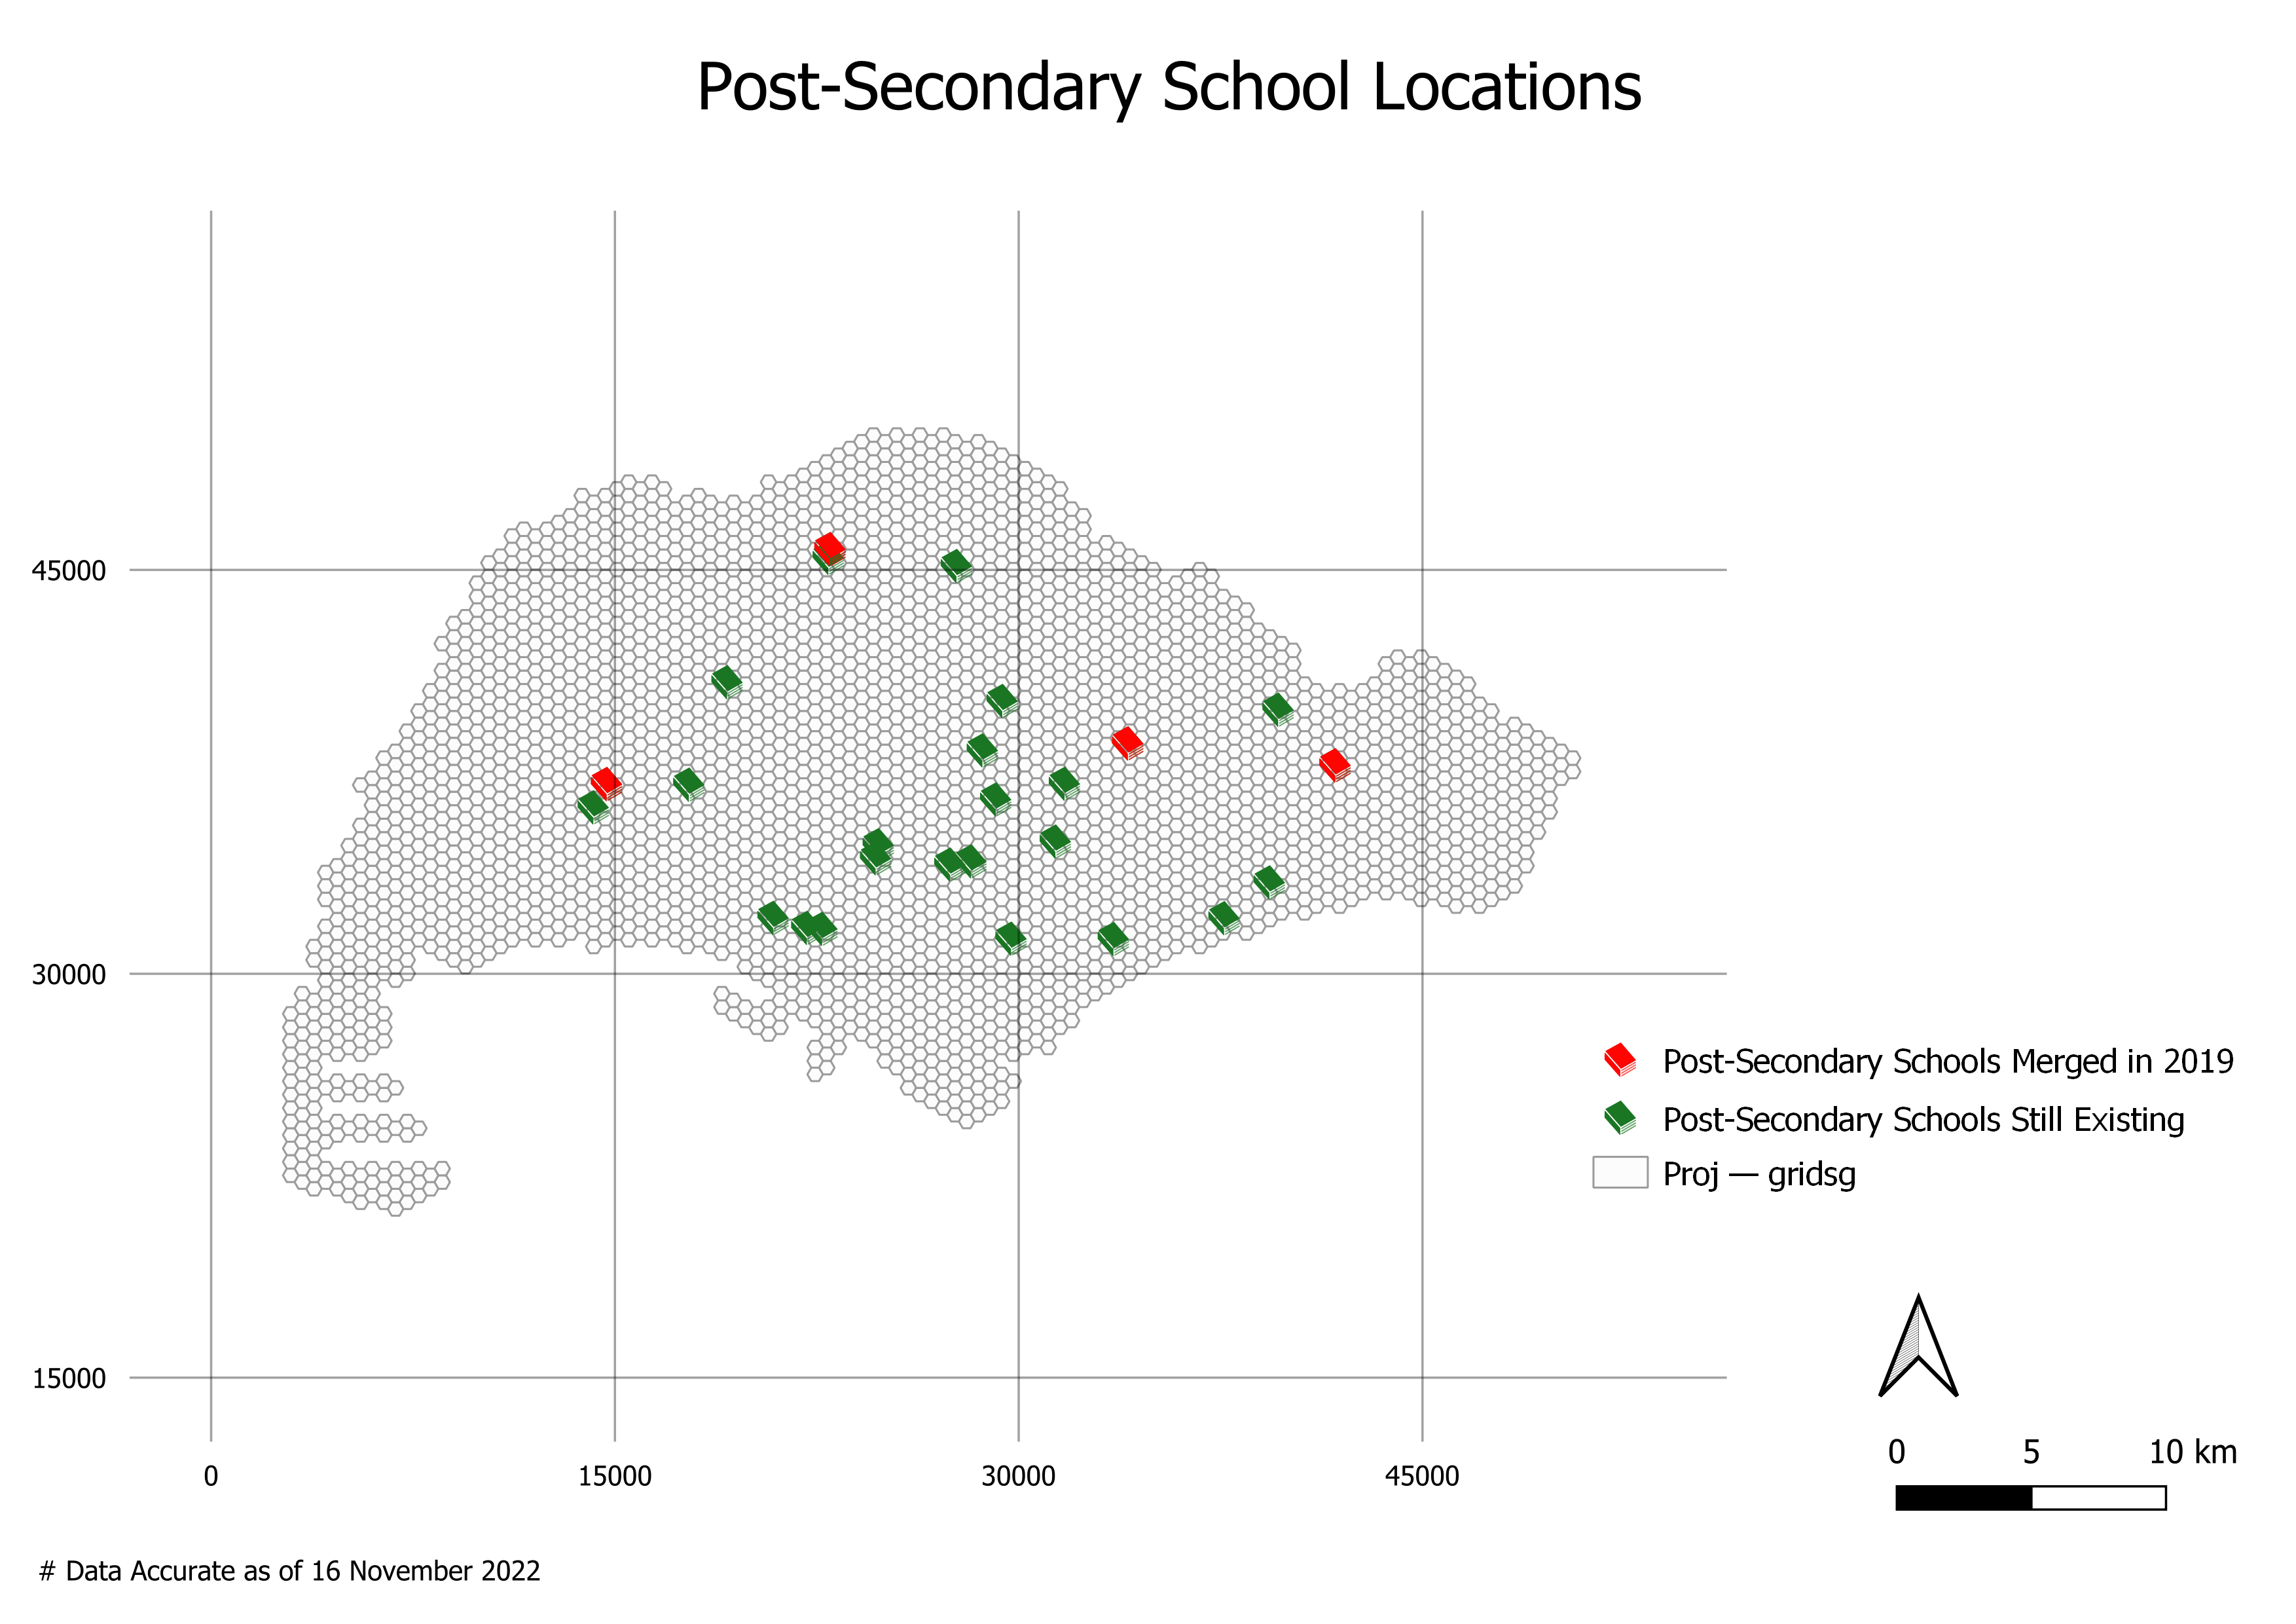 Post-Secondary School Locations
45000
30000
15000
0
15000
30000
45000
Post-Secondary Schools Merged in 2019
Post-Secondary Schools Still Existing
Proj — gridsg
0 5 10 km
# Data Accurate as of 16 November 2022